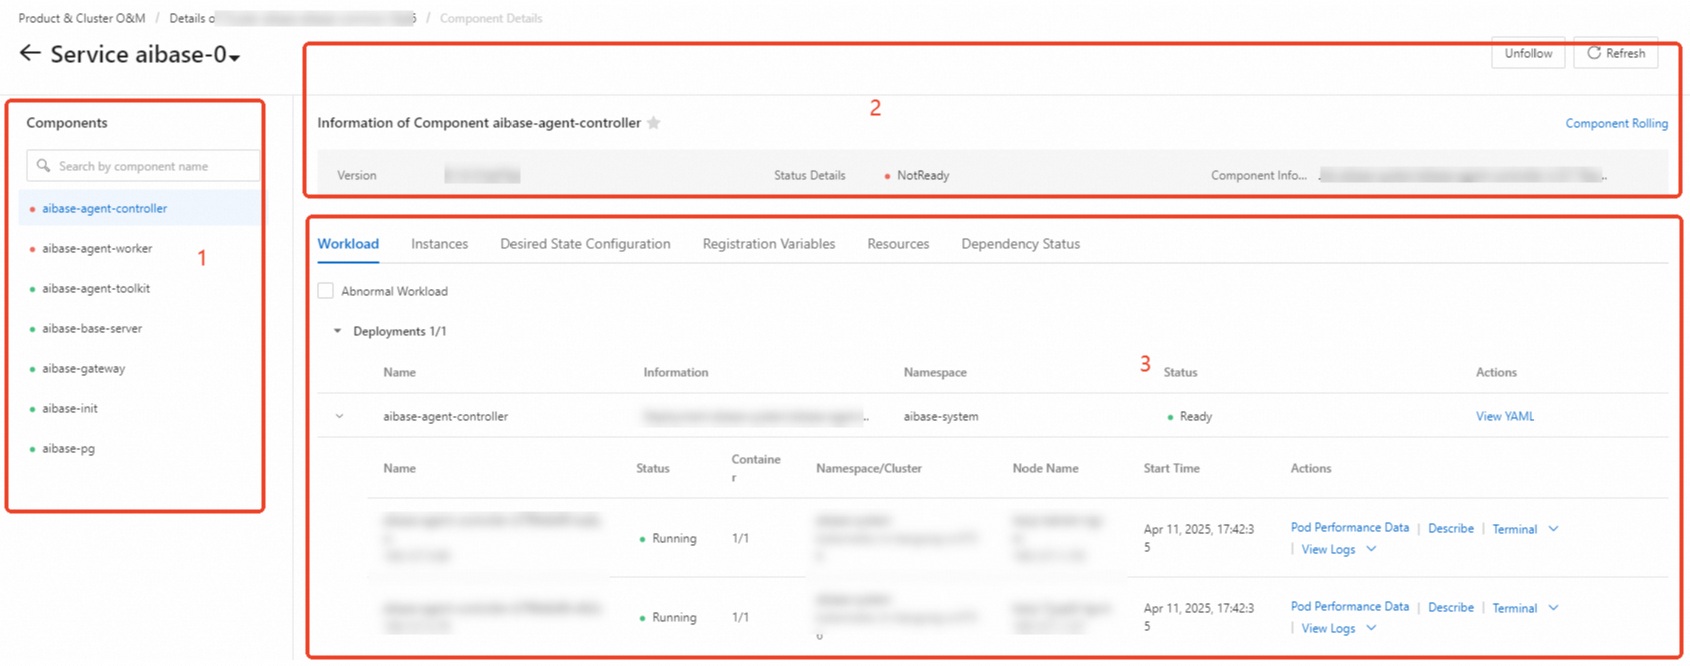 Product & Cluster O&M / Details o / Component Details
Service aibase-0
Unfollow
Refresh
Components
Search by component name
aibase-agent-controller
aibase-agent-worker
1
aibase-agent-toolkit
aibase-base-server
aibase-gateway
aibase-init
aibase-pg
2
Information of Component aibase-agent-controller
Component Rolling
Version
Status Details
NotReady
Component Info...
Workload Instances Desired State Configuration Registration Variables Resources Dependency Status
Abnormal Workload
Deployments 1/1
3
Name Information Namespace Status Actions
aibase-agent-controller aibase-system Ready View YAML
Name Status Containe Namespace/Cluster Node Name Start Time Actions
r
Running 1/1 Apr 11, 2025, 17:42:3 Pod Performance Data | Describe | Terminal
5 | View Logs
Running 1/1 Apr 11, 2025, 17:42:3 Pod Performance Data | Describe | Terminal
5 | View Logs